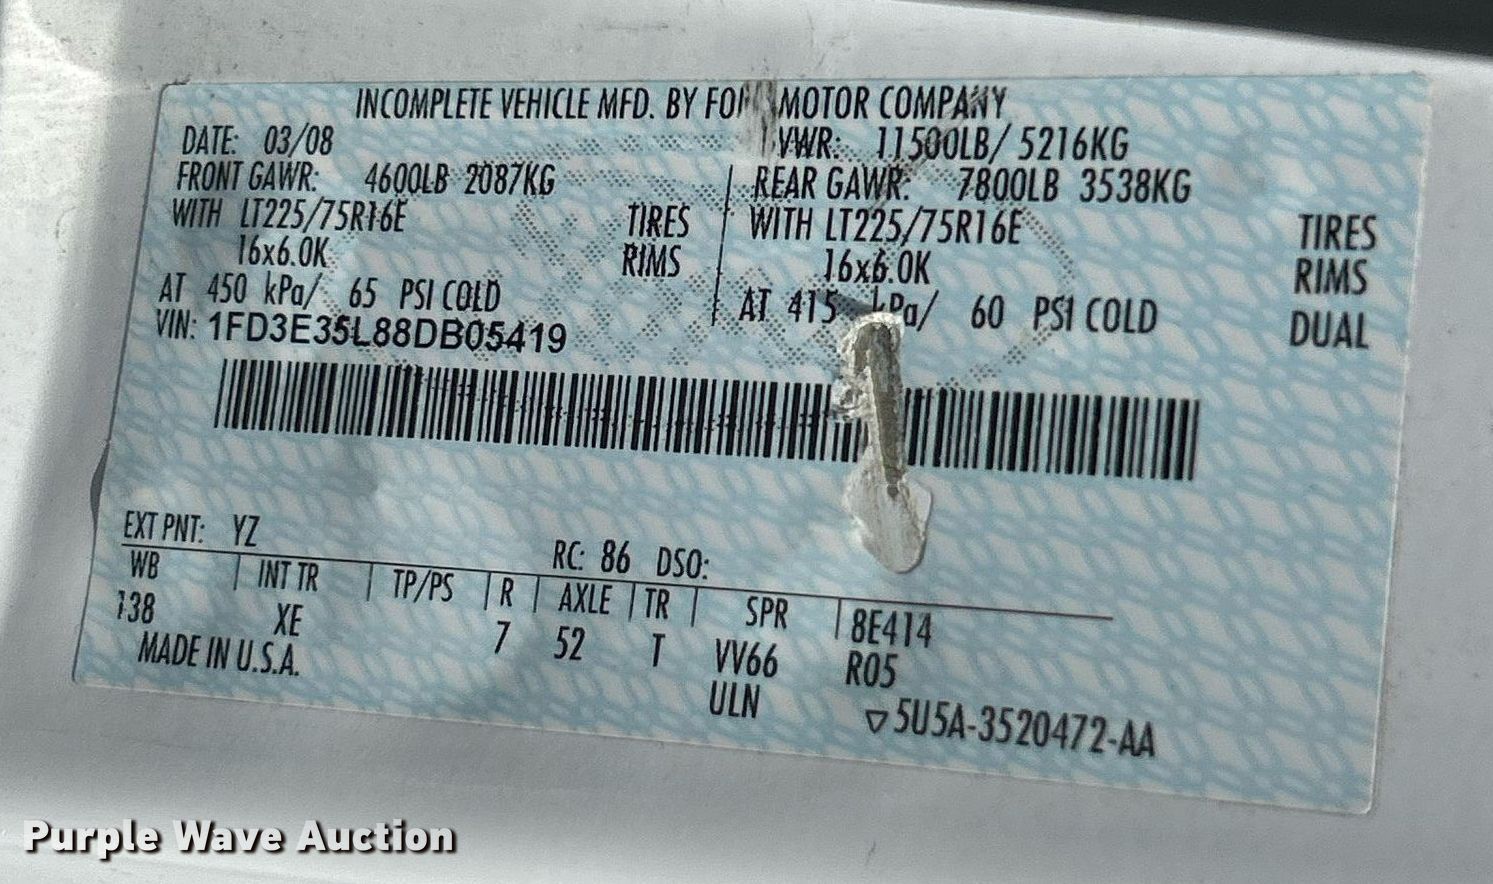 INCOMPLETE VEHICLE MFD. BY FO MOTOR COMPANY
DATE: 03/08 VWR: 11500LB/ 5216KG
FRONT GAWR: 4600LB 2087KG REAR GAWR: 7800LB 3538KG
WITH LT225/75R16E TIRES WITH LT225/75R16E TIRES
16x6.0K RIMS 16x6.0K RIMS
AT 450 kPa/ 65 PSI COLD AT 415 kPa/ 60 PSI COLD DUAL
VIN: 1FD3E35L88DB05419
EXT PNT: YZ RC: 86 DSO:
WB INT TR TP/PS R AXLE TR SPR 8E414
138 XE 7 52 T VV66 R05
MADE IN U.S.A. ULN ▽5U5A-3520472-AA
Purple Wave Auction